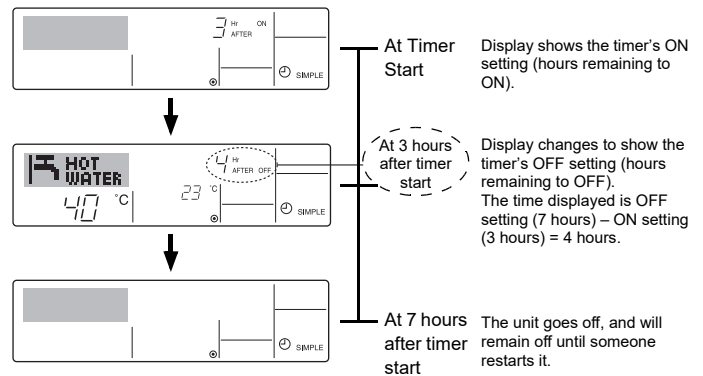 3 Hr ON
AFTER
SIMPLE
At Timer
Start
Display shows the timer's ON
setting (hours remaining to
ON).
HOT
WATER
40 °C
4 Hr
AFTER OFF
23 °C
SIMPLE
At 3 hours
after timer
start
Display changes to show the
timer's OFF setting (hours
remaining to OFF).
The time displayed is OFF
setting (7 hours) – ON setting
(3 hours) = 4 hours.
SIMPLE
At 7 hours
after timer
start
The unit goes off, and will
remain off until someone
restarts it.